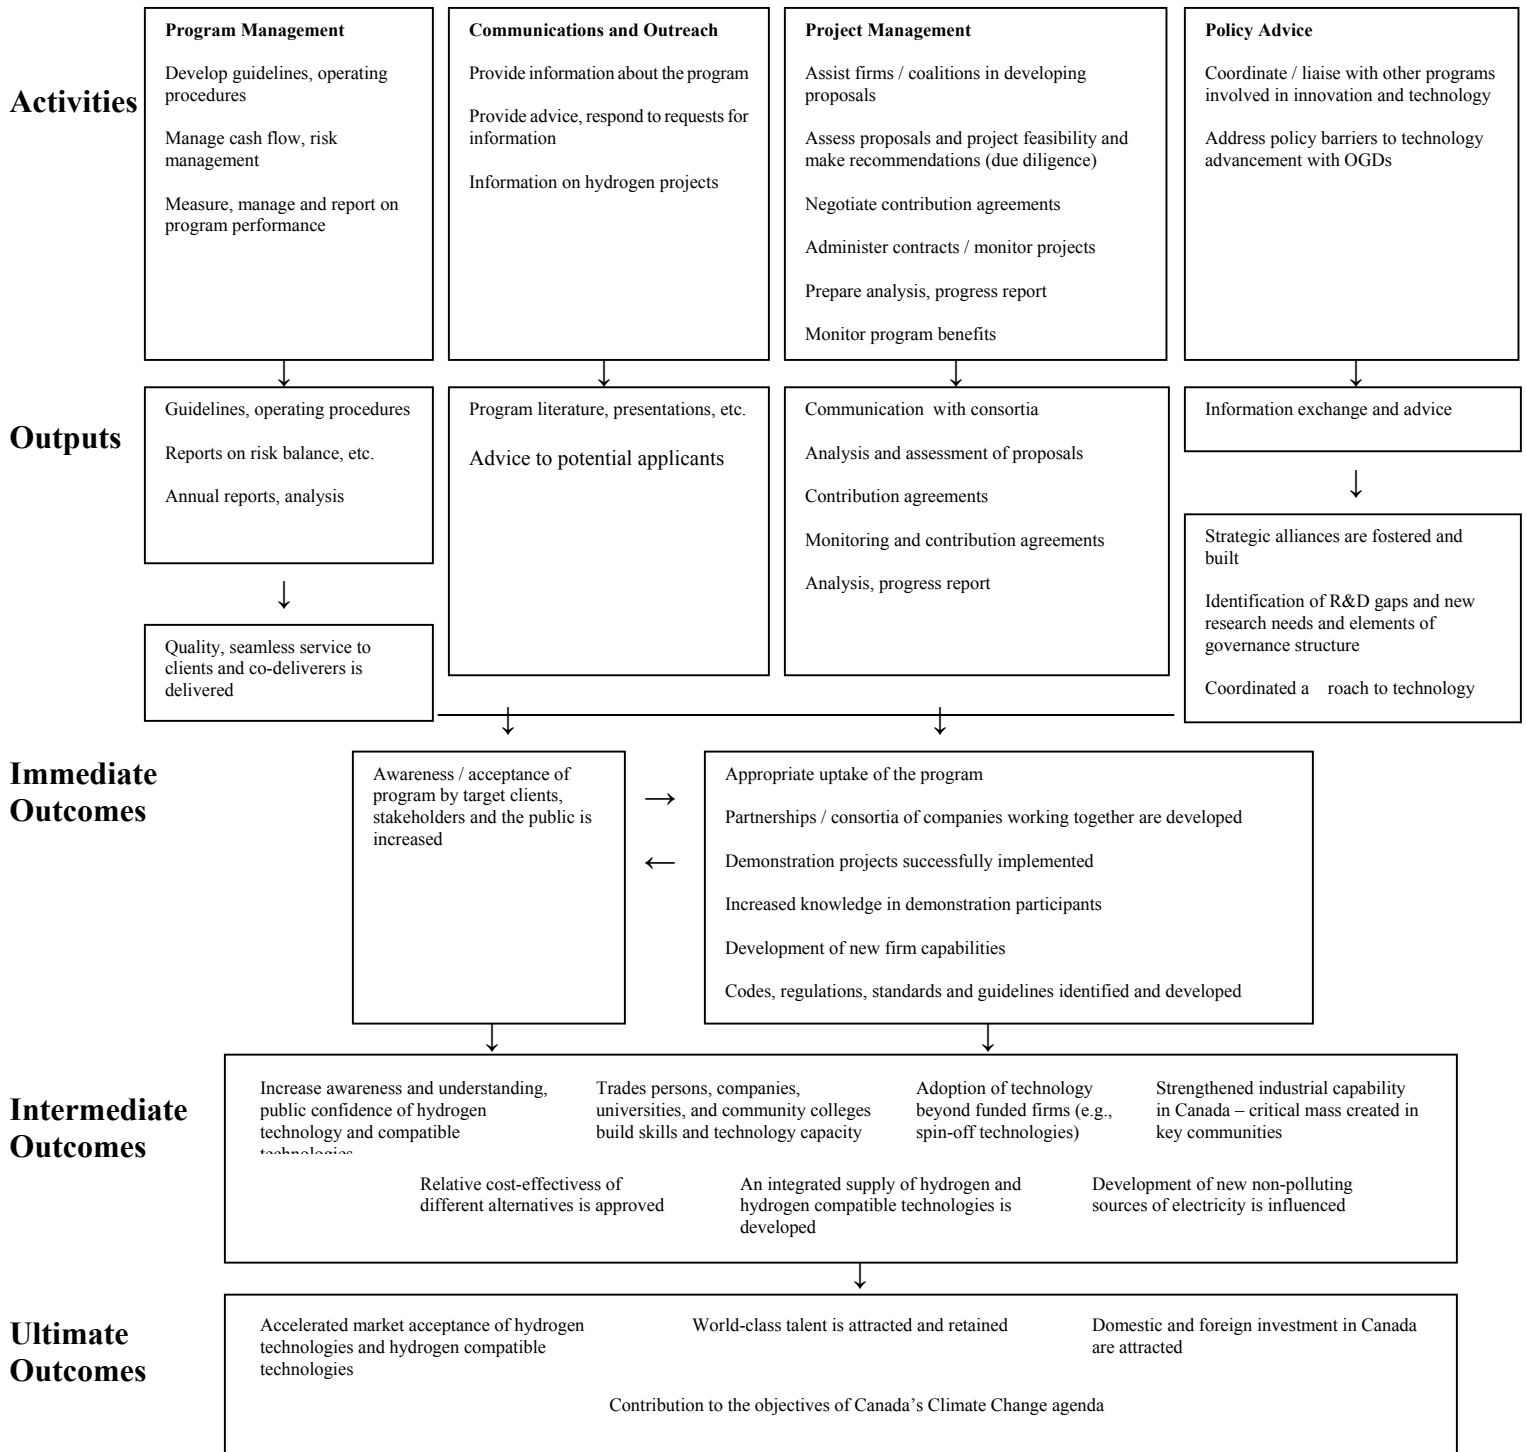 Activities
Program Management
Develop guidelines, operating
procedures
Manage cash flow, risk
management
Measure, manage and report on
program performance
Communications and Outreach
Provide information about the program
Provide advice, respond to requests for
information
Information on hydrogen projects
Project Management
Assist firms / coalitions in developing
proposals
Assess proposals and project feasibility and
make recommendations (due diligence)
Negotiate contribution agreements
Administer contracts / monitor projects
Prepare analysis, progress report
Monitor program benefits
Policy Advice
Coordinate / liaise with other programs
involved in innovation and technology
Address policy barriers to technology
advancement with OGDs
Outputs
Guidelines, operating procedures
Reports on risk balance, etc.
Annual reports, analysis
Quality, seamless service to
clients and co-deliverers is
delivered
Program literature, presentations, etc.
Advice to potential applicants
Communication with consortia
Analysis and assessment of proposals
Contribution agreements
Monitoring and contribution agreements
Analysis, progress report
Information exchange and advice
Strategic alliances are fostered and
built
Identification of R&D gaps and new
research needs and elements of
governance structure
Coordinated a roach to technology
Immediate
Outcomes
Awareness / acceptance of
program by target clients,
stakeholders and the public is
increased
Appropriate uptake of the program
Partnerships / consortia of companies working together are developed
Demonstration projects successfully implemented
Increased knowledge in demonstration participants
Development of new firm capabilities
Codes, regulations, standards and guidelines identified and developed
Intermediate
Outcomes
Increase awareness and understanding,
public confidence of hydrogen
technology and compatible
technologies
Trades persons, companies,
universities, and community colleges
build skills and technology capacity
Adoption of technology
beyond funded firms (e.g.,
spin-off technologies)
Strengthened industrial capability
in Canada – critical mass created in
key communities
Relative cost-effectivess of
different alternatives is approved
An integrated supply of hydrogen and
hydrogen compatible technologies is
developed
Development of new non-polluting
sources of electricity is influenced
Ultimate
Outcomes
Accelerated market acceptance of hydrogen
technologies and hydrogen compatible
technologies
World-class talent is attracted and retained
Domestic and foreign investment in Canada
are attracted
Contribution to the objectives of Canada’s Climate Change agenda